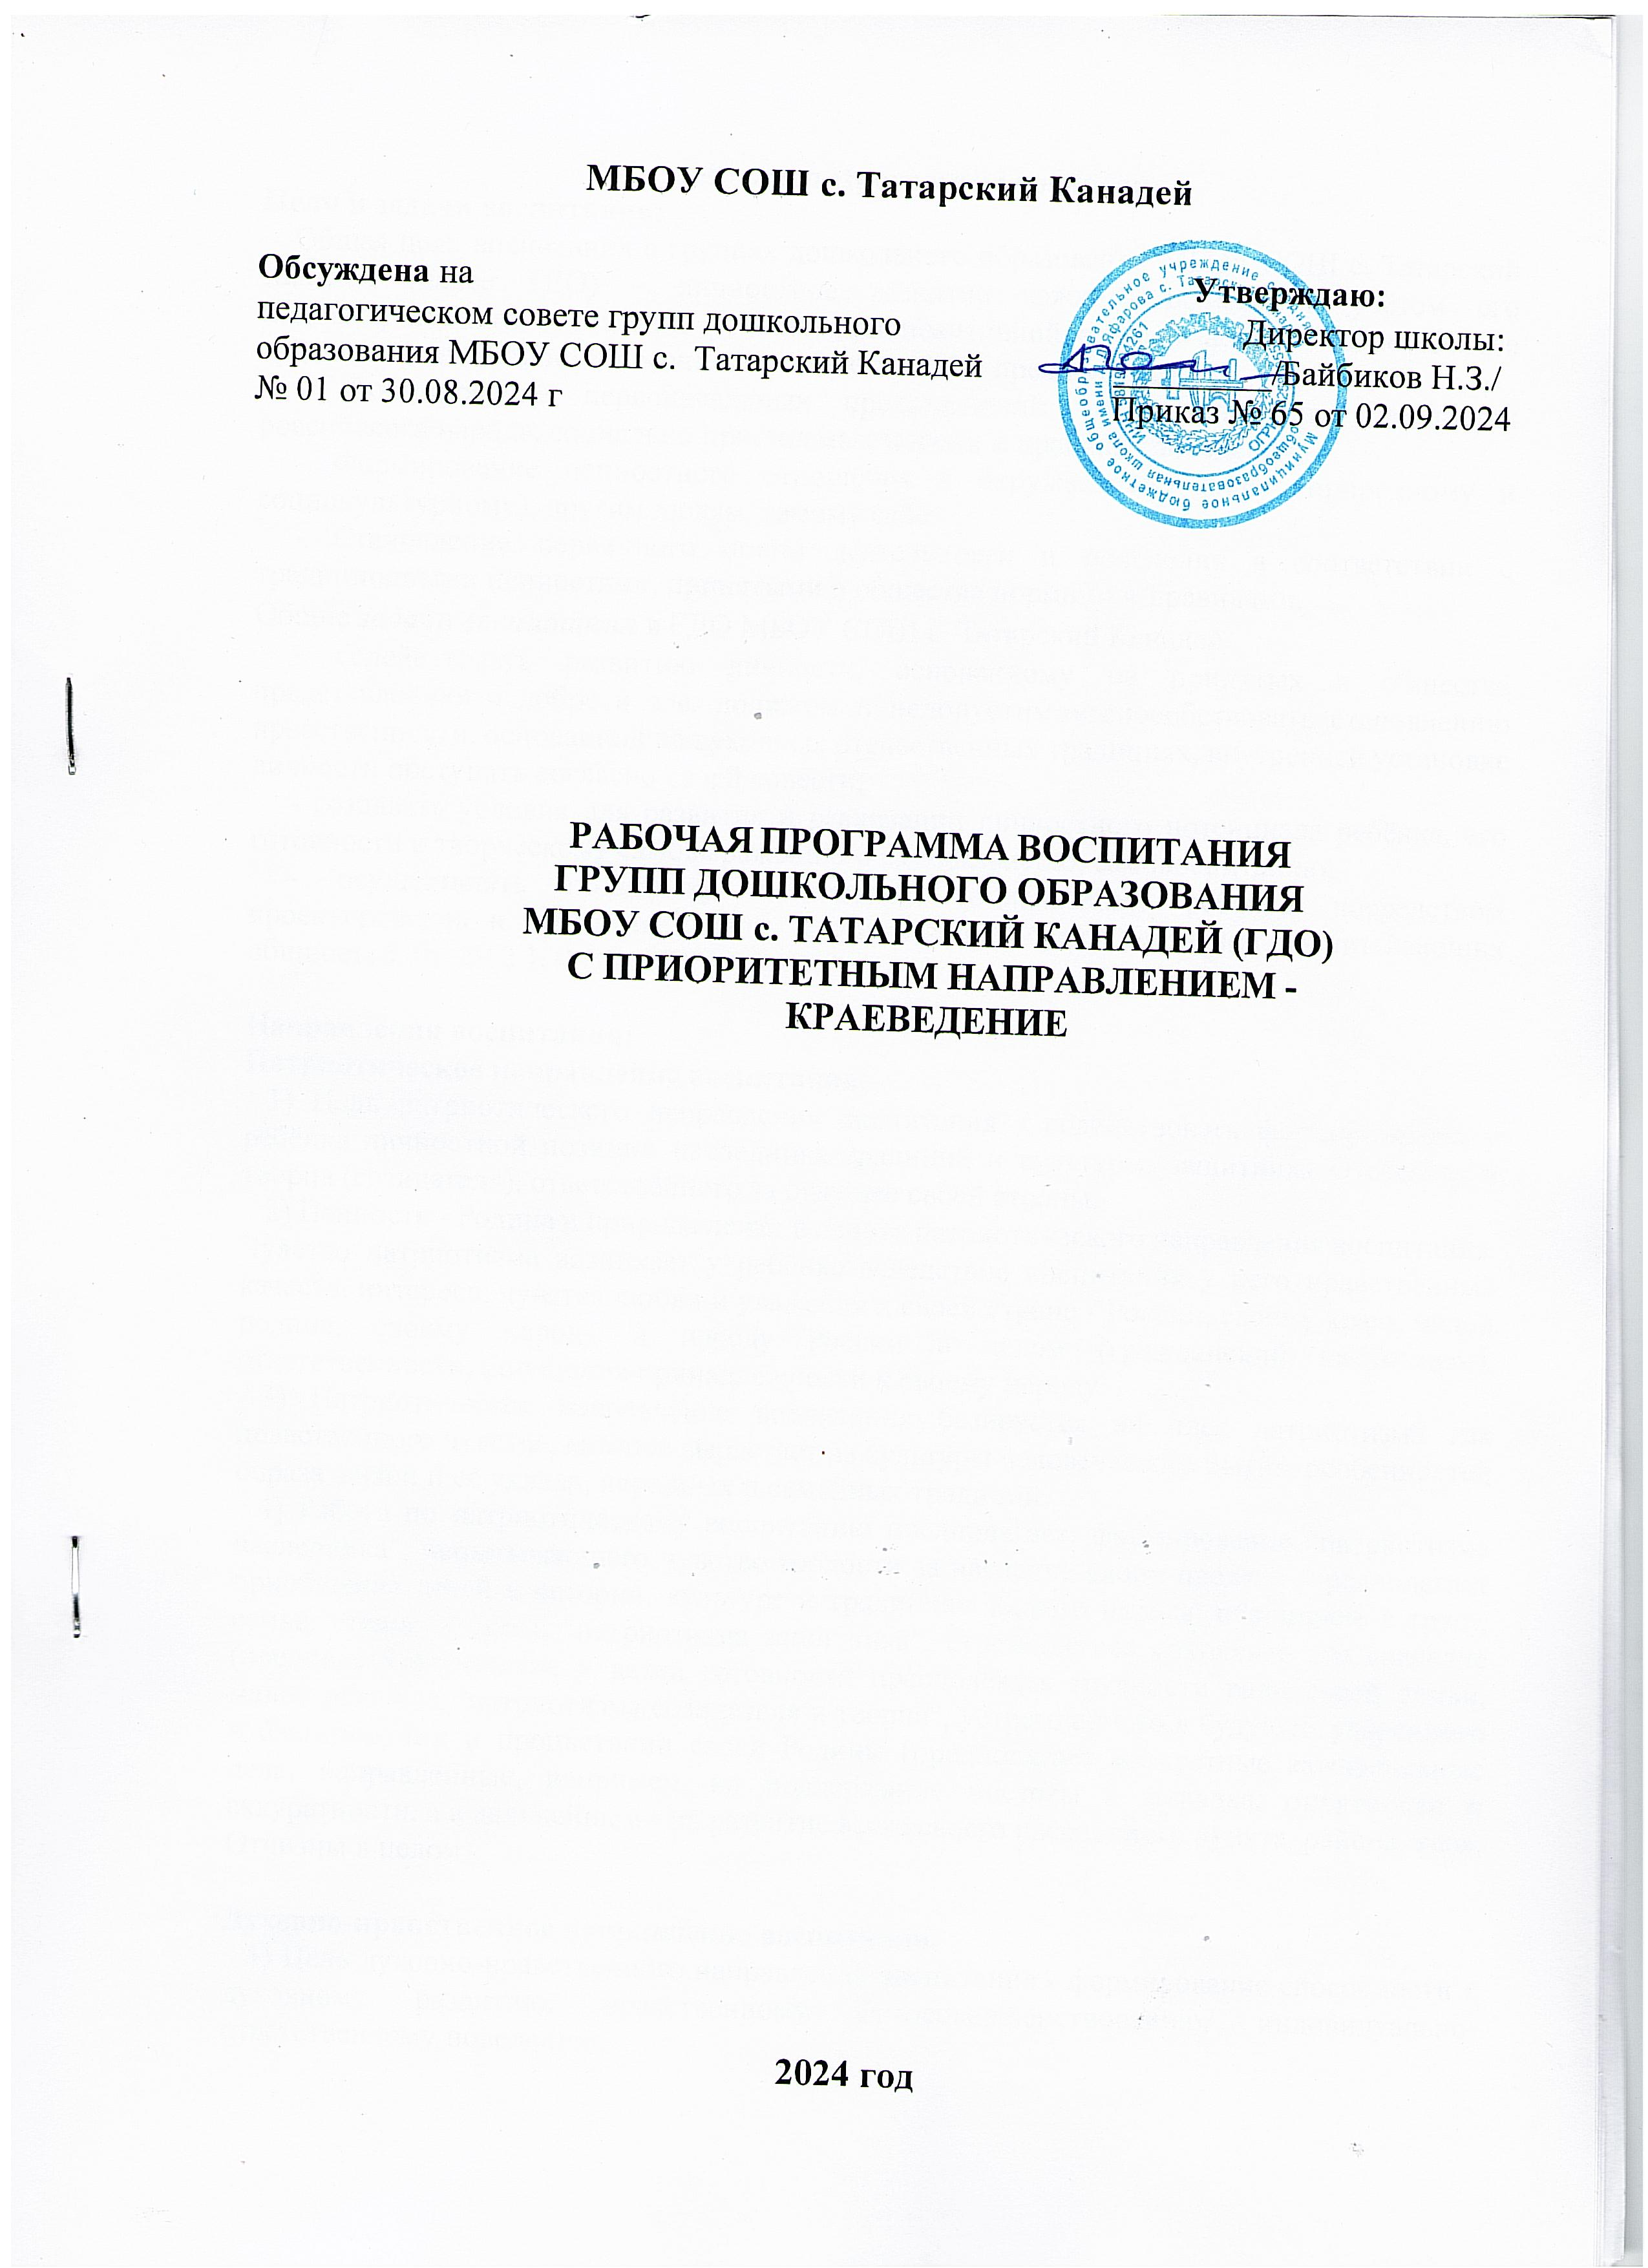 МБОУ СОШ с. Татарский Канадей
Обсуждена на
педагогическом совете групп дошкольного
образования МБОУ СОШ с. Татарский Канадей
№ 01 от 30.08.2024 г
Утверждаю:
Директор школы:
/Байбиков Н.З./
Приказ № 65 от 02.09.2024
РАБОЧАЯ ПРОГРАММА ВОСПИТАНИЯ
ГРУПП ДОШКОЛЬНОГО ОБРАЗОВАНИЯ
МБОУ СОШ с. ТАТАРСКИЙ КАНАДЕЙ (ГДО)
С ПРИОРИТЕТНЫМ НАПРАВЛЕНИЕМ -
КРАЕВЕДЕНИЕ
2024 год